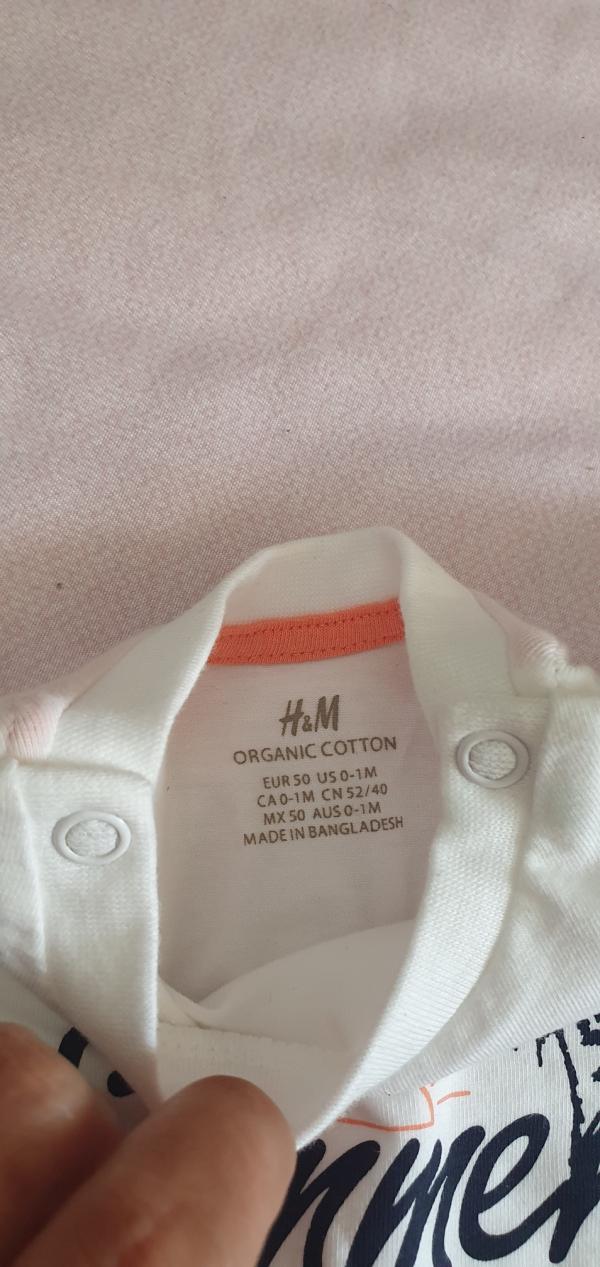 H&M
ORGANIC COTTON
EUR 50 US 0-1M
CA 0-1M CN 52/40
MX 50 AUS 0-1M
MADE IN BANGLADESH